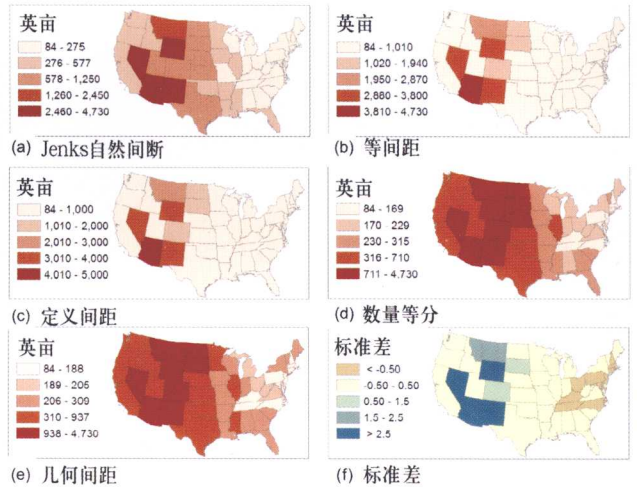 英亩
84 - 275
276 - 577
578 - 1,250
1,260 - 2,450
2,460 - 4,730
(a) Jenks自然间断
英亩
84 - 1,010
1,020 - 1,940
1,950 - 2,870
2,880 - 3,800
3,810 - 4,730
(b) 等间距
英亩
84 - 1,000
1,010 - 2,000
2,010 - 3,000
3,010 - 4,000
4,010 - 5,000
(c) 定义间距
英亩
84 - 169
170 - 229
230 - 315
316 - 710
711 - 4,730
(d) 数量等分
英亩
84 - 188
189 - 205
206 - 309
310 - 937
938 - 4,730
(e) 几何间距
标准差
< -0.50
-0.50 - 0.50
0.50 - 1.5
1.5 - 2.5
> 2.5
(f) 标准差